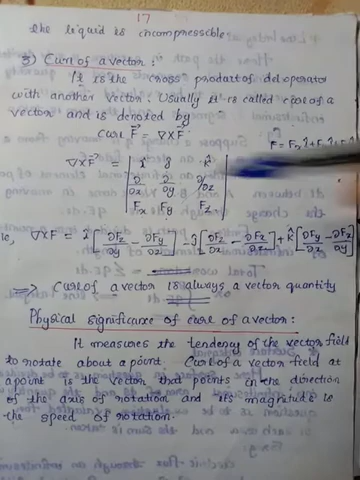 17
the liquid is incompressible.
3) Curl of a vector:
It is the cross product of del operator
with another vector. Usually it is called curl of a
vector and is denoted by
Curl F⃗ = ∇×F⃗
F = Fx î + Fy
∇×F⃗ = | î ĵ k̂ |
| ∂/∂x ∂/∂y ∂/∂z |
| Fx Fy Fz |
ie, ∇×F⃗ = î [∂Fz/∂y − ∂Fy/∂z] − ĵ [∂Fz/∂x − ∂Fx/∂z] + k̂ [∂Fy/∂x − ∂Fx/∂y]
⟹ Curl of a vector is always a vector quantity
Physical significance of curl of a vector:
It measures the tendency of the vector field
to rotate about a point. Curl of a vector field at
a point is the vector that points in the direction
of the axis of rotation and its magnitude is
the speed of rotation.